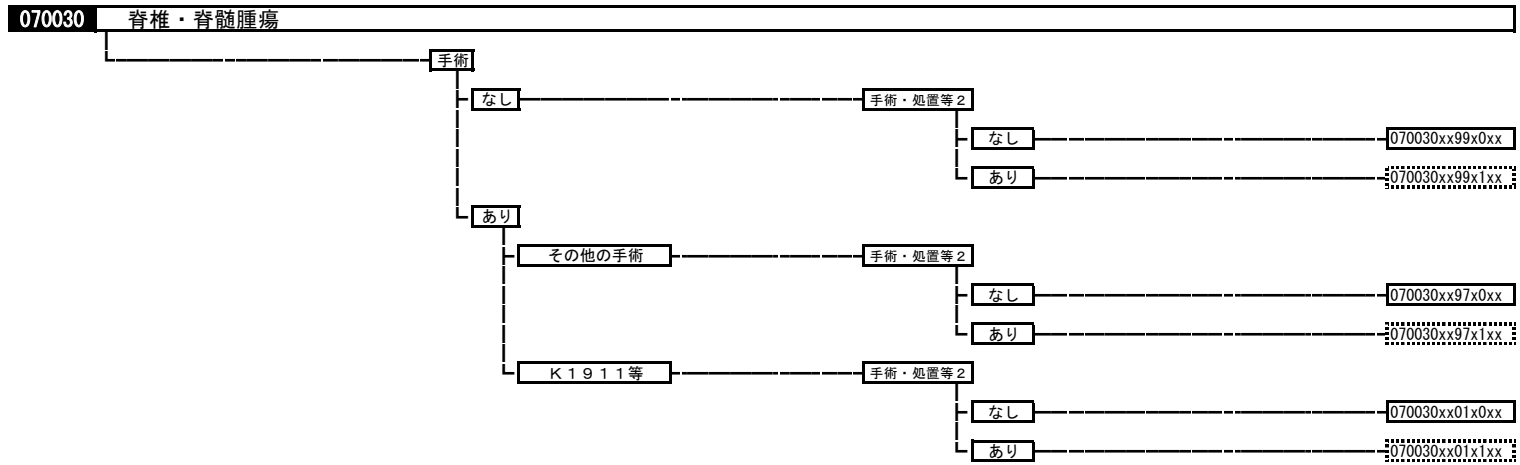 070030 脊椎・脊髄腫瘍
手術
なし 手術・処置等２
なし 070030xx99x0xx
あり 070030xx99x1xx
あり
その他の手術 手術・処置等２
なし 070030xx97x0xx
あり 070030xx97x1xx
Ｋ１９１１等 手術・処置等２
なし 070030xx01x0xx
あり 070030xx01x1xx